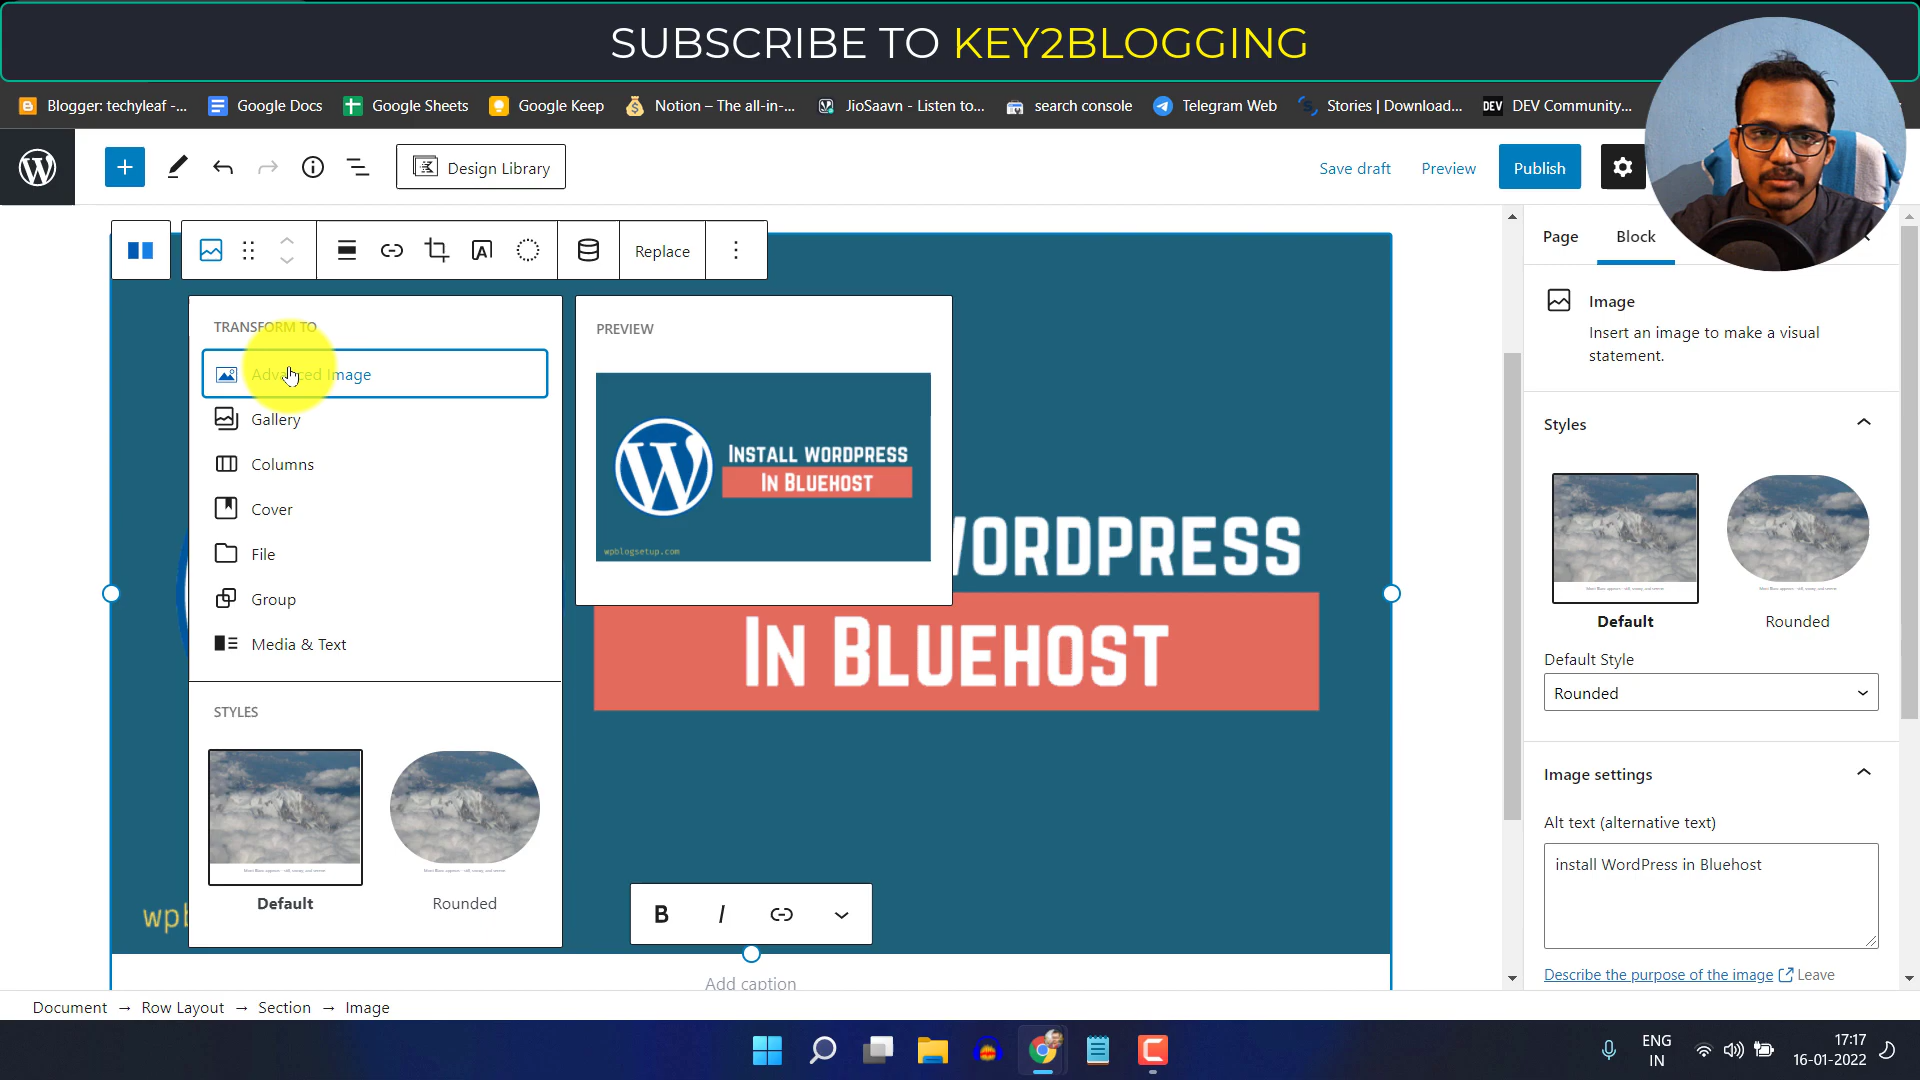 SUBSCRIBE TO KEY2BLOGGING
Blogger: techyleaf -...
Google Docs
Google Sheets
Google Keep
Notion – The all-in-...
JioSaavn - Listen to...
search console
Telegram Web
Stories | Download...
DEV DEV Community...
Design Library
Save draft
Preview
Publish
Replace
Page
Block
TRANSFORM TO
Advanced Image
Gallery
Columns
Cover
File
Group
Media & Text
STYLES
Default
Rounded
PREVIEW
INSTALL WORDPRESS
IN BLUEHOST
wpblogsetup.com
WORDPRESS
IN BLUEHOST
wpb
B I
Add caption
Image
Insert an image to make a visual
statement.
Styles
Default
Rounded
Default Style
Rounded
Image settings
Alt text (alternative text)
install WordPress in Bluehost
Describe the purpose of the image Leave
Document → Row Layout → Section → Image
ENG
IN
17:17
16-01-2022